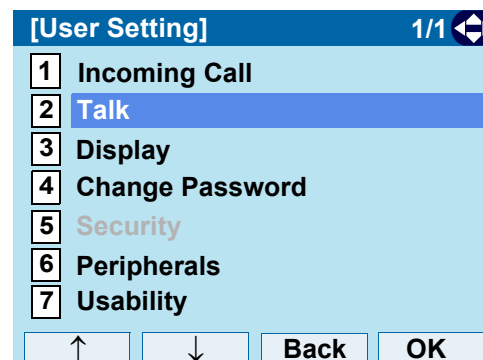 [User Setting] 1/1
1 Incoming Call
2 Talk
3 Display
4 Change Password
5 Security
6 Peripherals
7 Usability
↑ ↓ Back OK